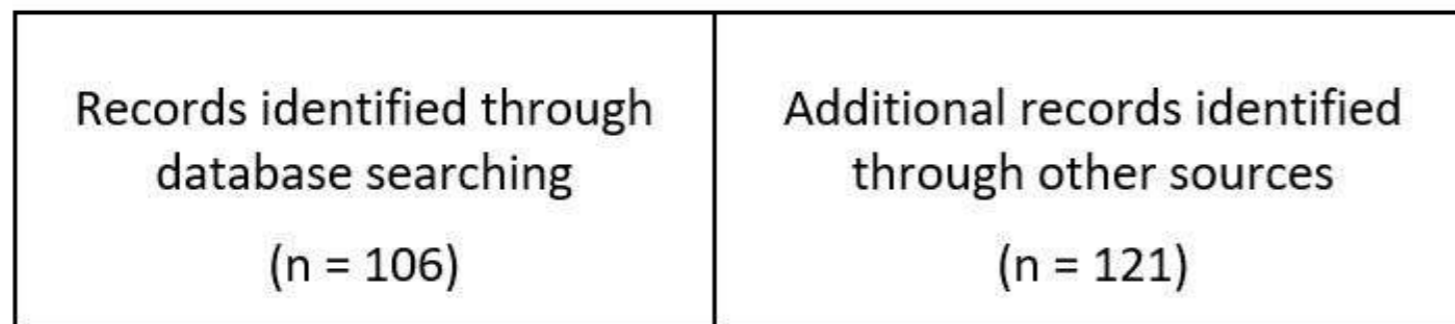 Records identified through
database searching
(n = 106)
Additional records identified
through other sources
(n = 121)